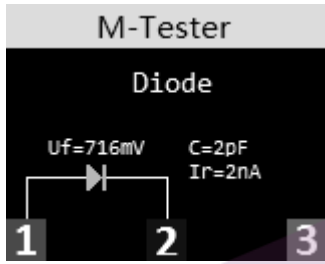 M-Tester
Diode
Uf=716mV C=2pF
Ir=2nA
1 2 3